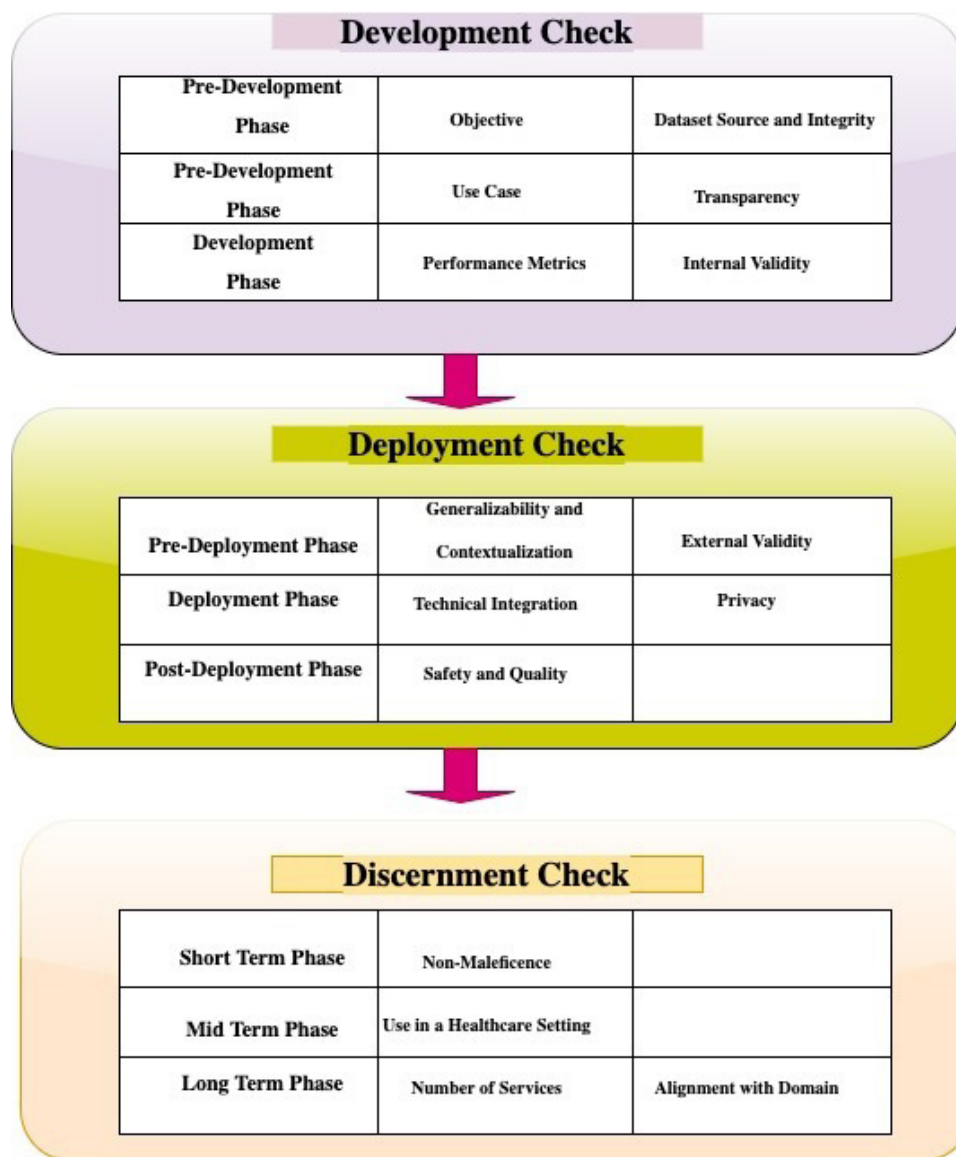 Development Check
Pre-Development
Phase
Objective
Dataset Source and Integrity
Pre-Development
Phase
Use Case
Transparency
Development
Phase
Performance Metrics
Internal Validity
Deployment Check
Pre-Deployment Phase
Generalizability and
Contextualization
External Validity
Deployment Phase
Technical Integration
Privacy
Post-Deployment Phase
Safety and Quality
Discernment Check
Short Term Phase
Non-Maleficence
Mid Term Phase
Use in a Healthcare Setting
Long Term Phase
Number of Services
Alignment with Domain